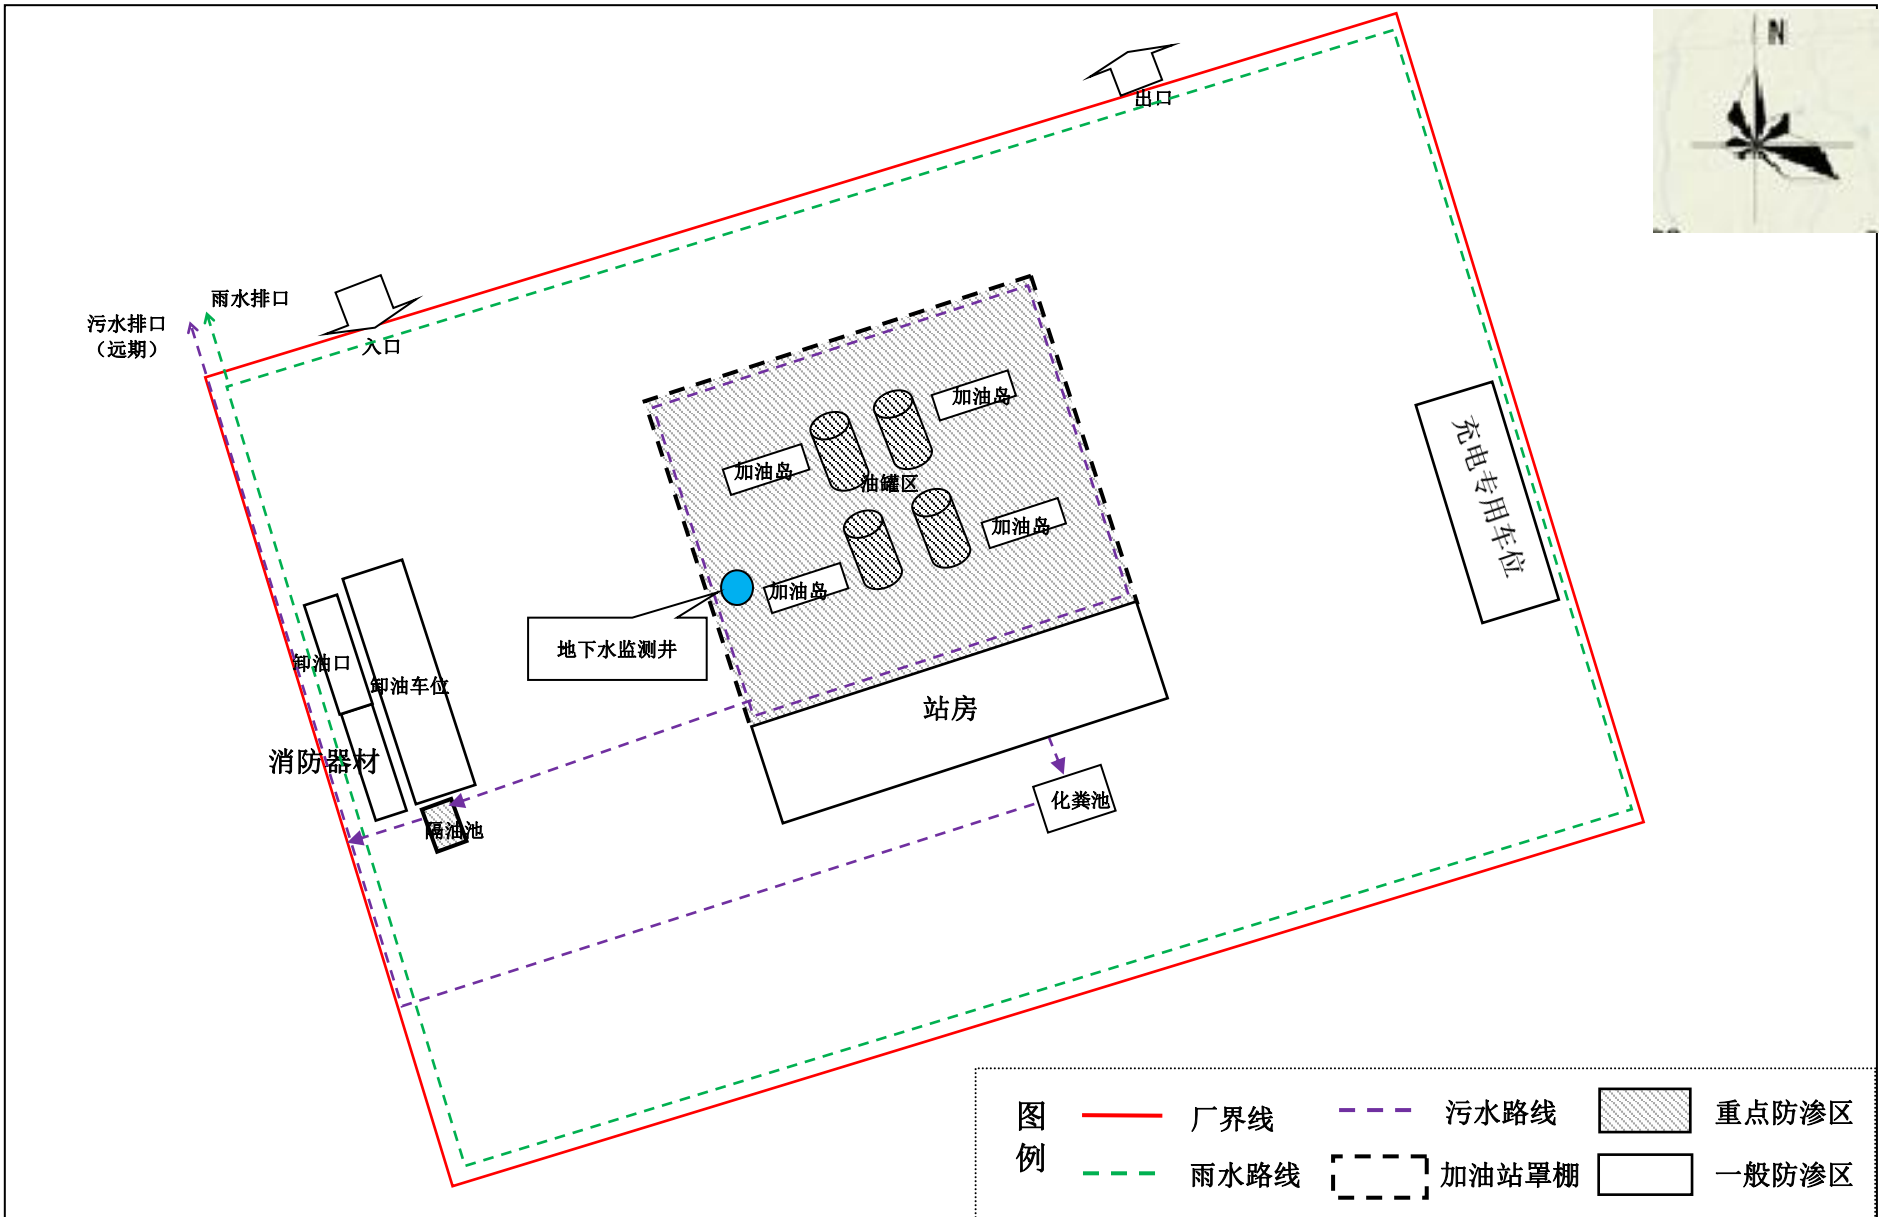 N
出口
雨水排口
污水排口
（远期）
入口
加油岛
加油岛
油罐区
加油岛
加油岛
充电专用车位
地下水监测井
卸油口
卸油车位
站房
消防器材
化粪池
隔油池
图例
厂界线
污水路线
重点防渗区
雨水路线
加油站罩棚
一般防渗区